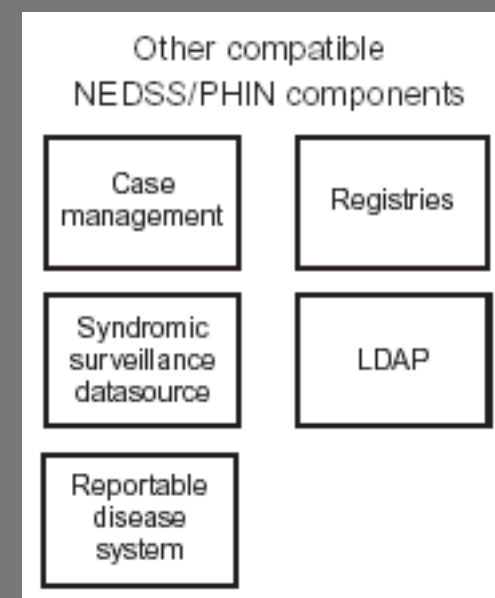 Other compatible
NEDSS/PHIN components
Case
management
Registries
Syndromic
surveillance
datasource
LDAP
Reportable
disease
system